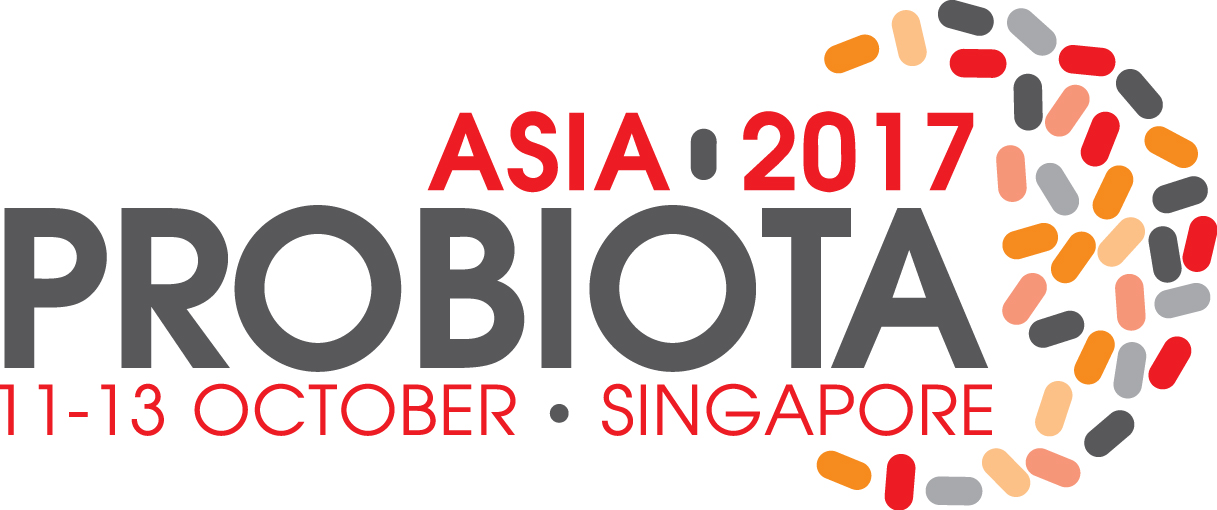 ASIA · 2017
PROBIOTA
11-13 OCTOBER · SINGAPORE